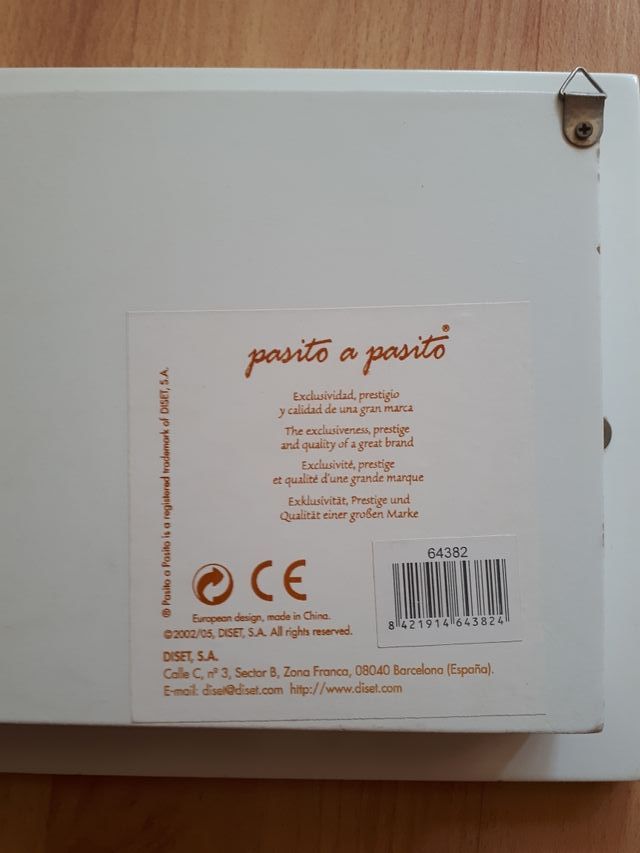 pasito a pasito®
Exclusividad, prestigio
y calidad de una gran marca
The exclusiveness, prestige
and quality of a great brand
Exclusivité, prestige
et qualité d'une grande marque
Exklusivität, Prestige und
Qualität einer großen Marke
® Pasito a Pasito is a registered trademark of DISET, S.A.
64382
8 421914 643824
CE
European design, made in China.
©2002/05, DISET, S.A. All rights reserved.
DISET, S.A.
Calle C, nº 3, Sector B, Zona Franca, 08040 Barcelona (España).
E-mail: diset@diset.com http://www.diset.com